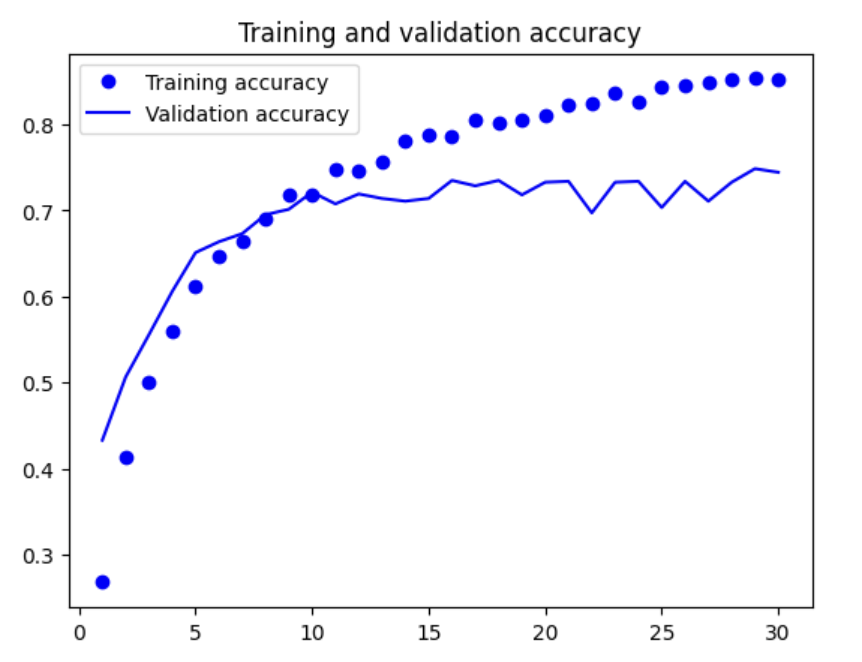 Training and validation accuracy
Training accuracy
Validation accuracy
0.8
0.7
0.6
0.5
0.4
0.3
0 5 10 15 20 25 30